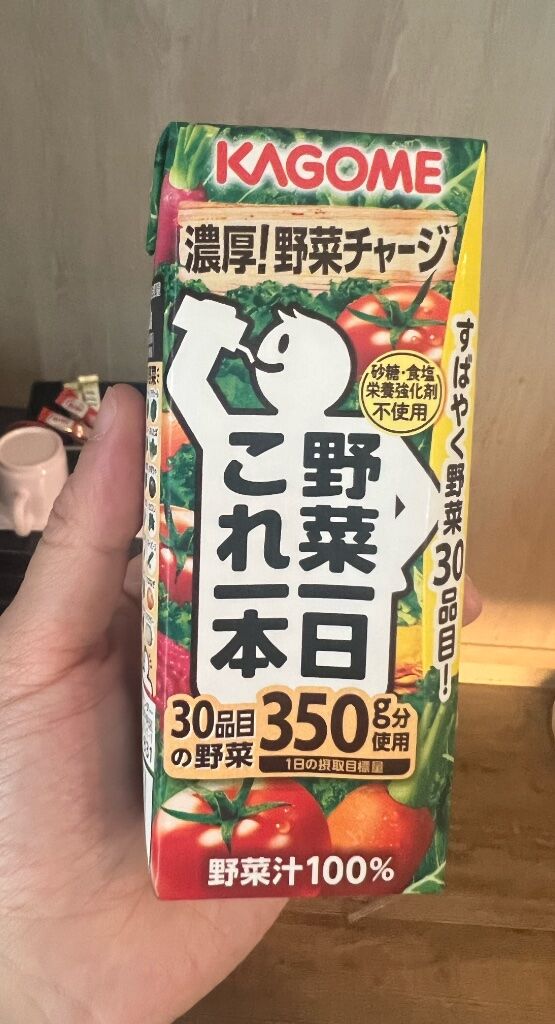 KAGOME
濃厚!野菜チャージ
砂糖・食塩
栄養強化剤
不使用
すばやく野菜30品目!
野菜一日
これ一本
30品目
の野菜
350g分
使用
1日の摂取目標量
野菜汁100%